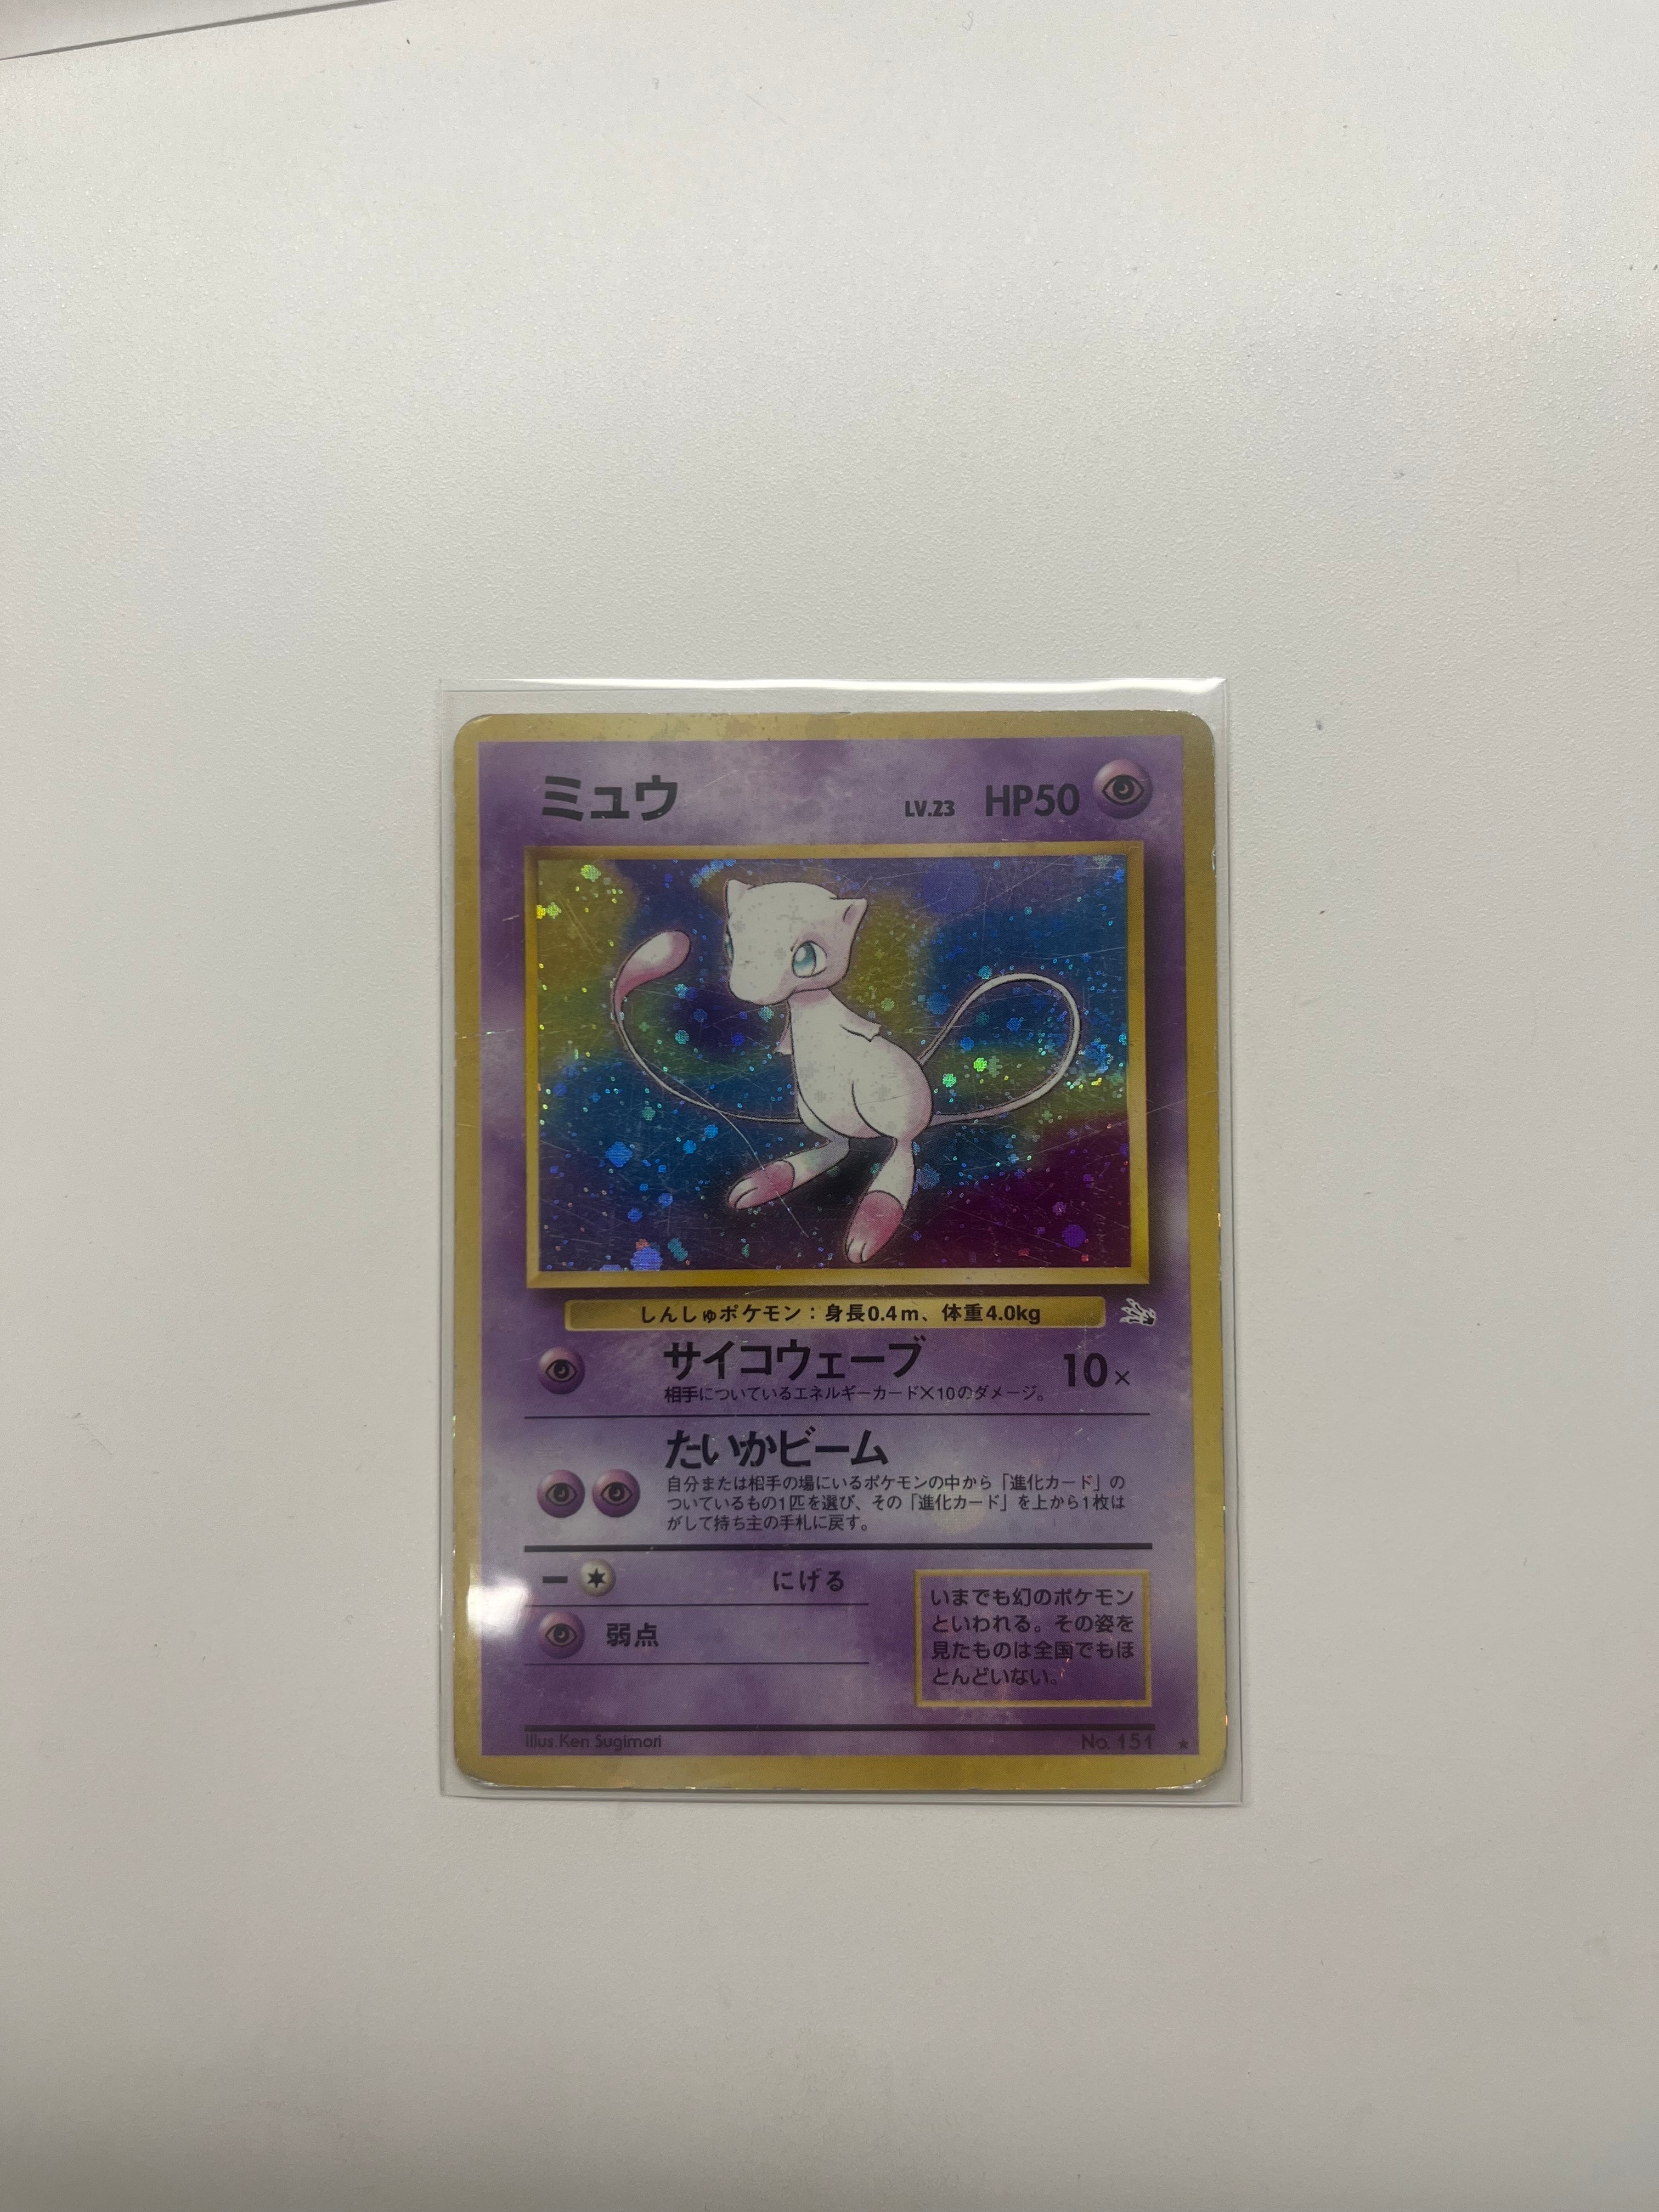 ミュウ LV.23 HP50
しんしゅポケモン：身長0.4m、体重4.0kg
サイコウェーブ 10×
相手についているエネルギーカード×10のダメージ。
たいかビーム
自分または相手の場にいるポケモンの中から「進化カード」の
ついているもの1匹を選び、その「進化カード」を上から1枚は
がして持ち主の手札に戻す。
ー にげる
弱点
いまでも幻のポケモン
といわれる。その姿を
見たものは全国でもほ
とんどいない。
Illus.Ken Sugimori No. 151 ★